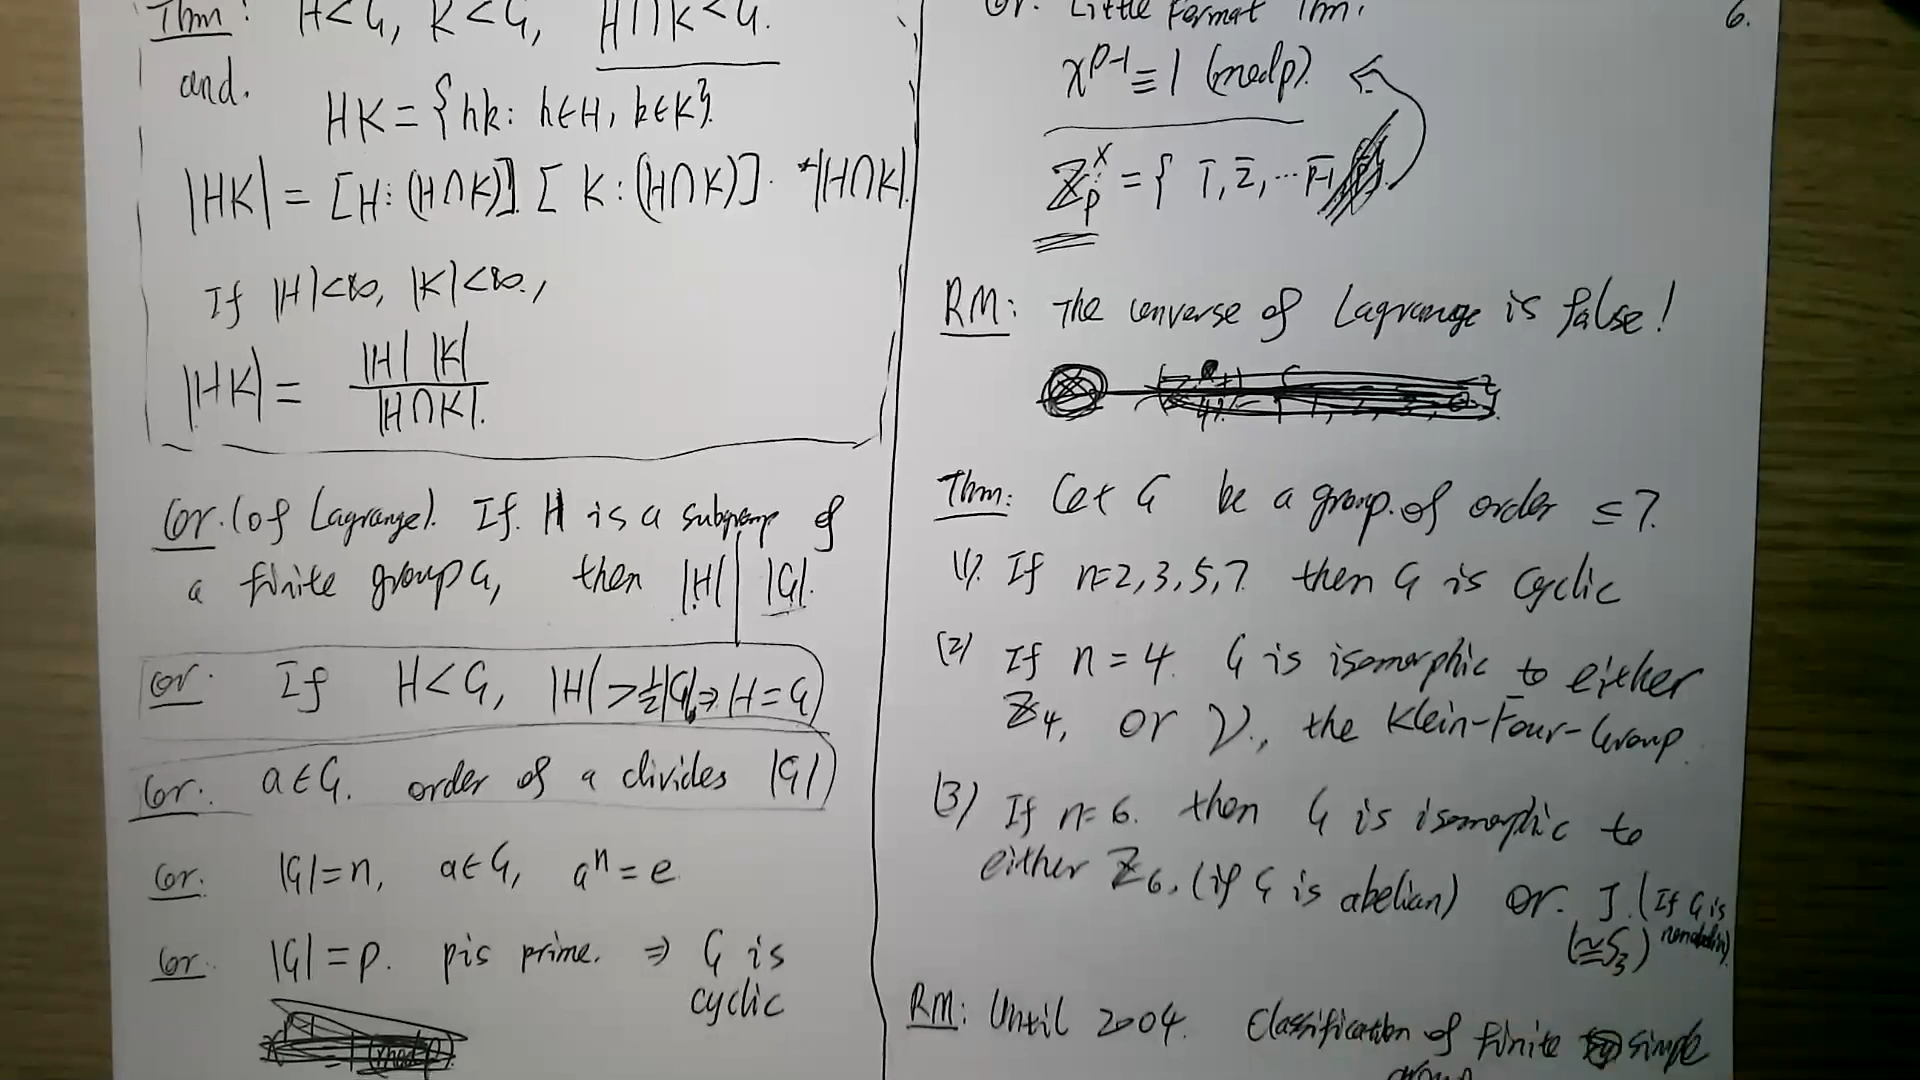 Thm: H<G, K<G, H∩K<G.
and.
HK={hk: h∈H, k∈K}.
|HK| = [H:(H∩K)] [K:(H∩K)] · |H∩K|.
If |H|<∞, |K|<∞,
|HK| = |H| |K| / |H∩K|.
Cor. (of Lagrange). If H is a subgroup of
a finite group G, then |H| | |G|.
Cor. If H<G, |H| > ½|G| ⇒ H=G
Cor: a∈G. order of a divides |G|
Cor. |G|=n, a∈G, aⁿ=e
Cor. |G|=p. p is prime. ⇒ G is
cyclic
Cor. Little Format Thm.
6.
x^{p-1}≡1 (mod p).
Z_p^× = { 1̄, 2̄, ... p-1
RM: The converse of Lagrange is false!
Thm: Let G be a group of order ≤7.
(1). If n=2,3,5,7 then G is cyclic
(2) If n=4. G is isomorphic to either
Z₄, or V., the Klein-Four-Group.
(3) If n=6. then G is isomorphic to
either Z₆, (if G is abelian) or J. (If G is
(≃S₃) nonabelian)
RM: Until 2004. Classification of finite simple
group